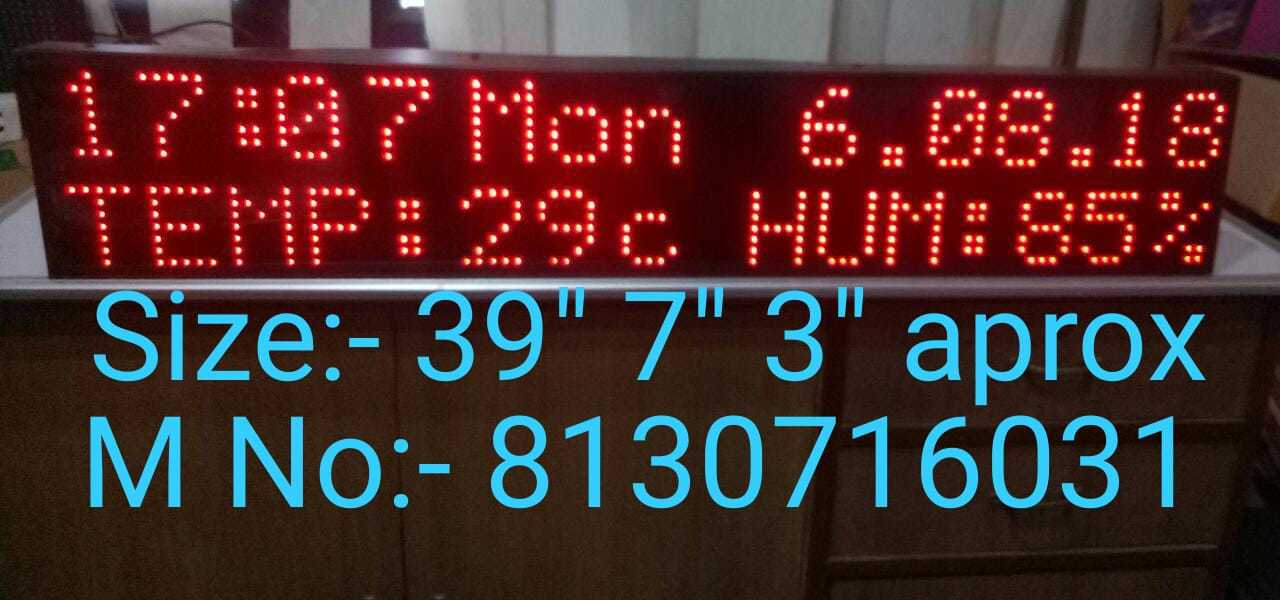 17:07 Mon 6.08.18
TEMP:29c HUM:85%
Size:- 39" 7" 3" aprox
M No:- 8130716031